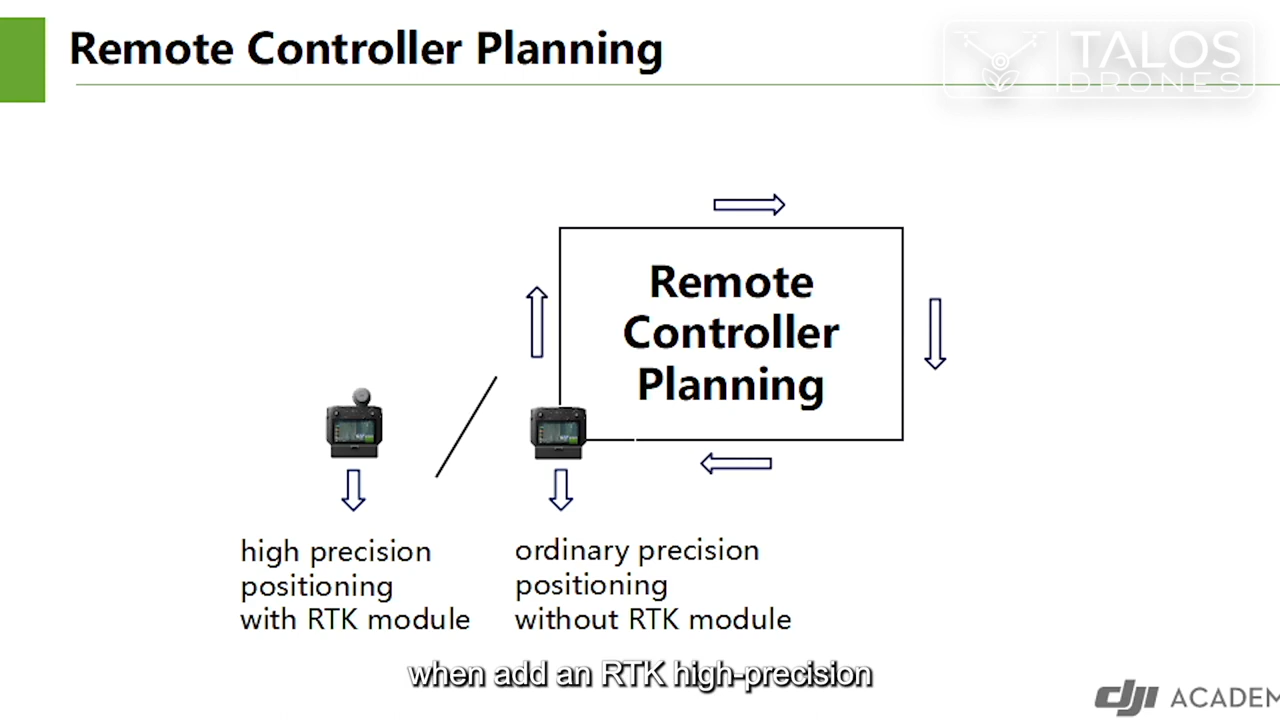 Remote Controller Planning
TALOS
DRONES
Remote
Controller
Planning
high precision
positioning
with RTK module
ordinary precision
positioning
without RTK module
when add an RTK high-precision
dji ACADEM